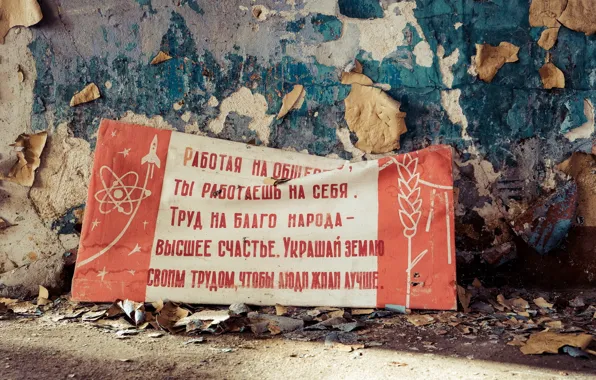 Работая на
ты работаешь на себя.
Труд на благо народа –
высшее счастье. Украшай землю
своим трудом, чтобы люди жили лучше.